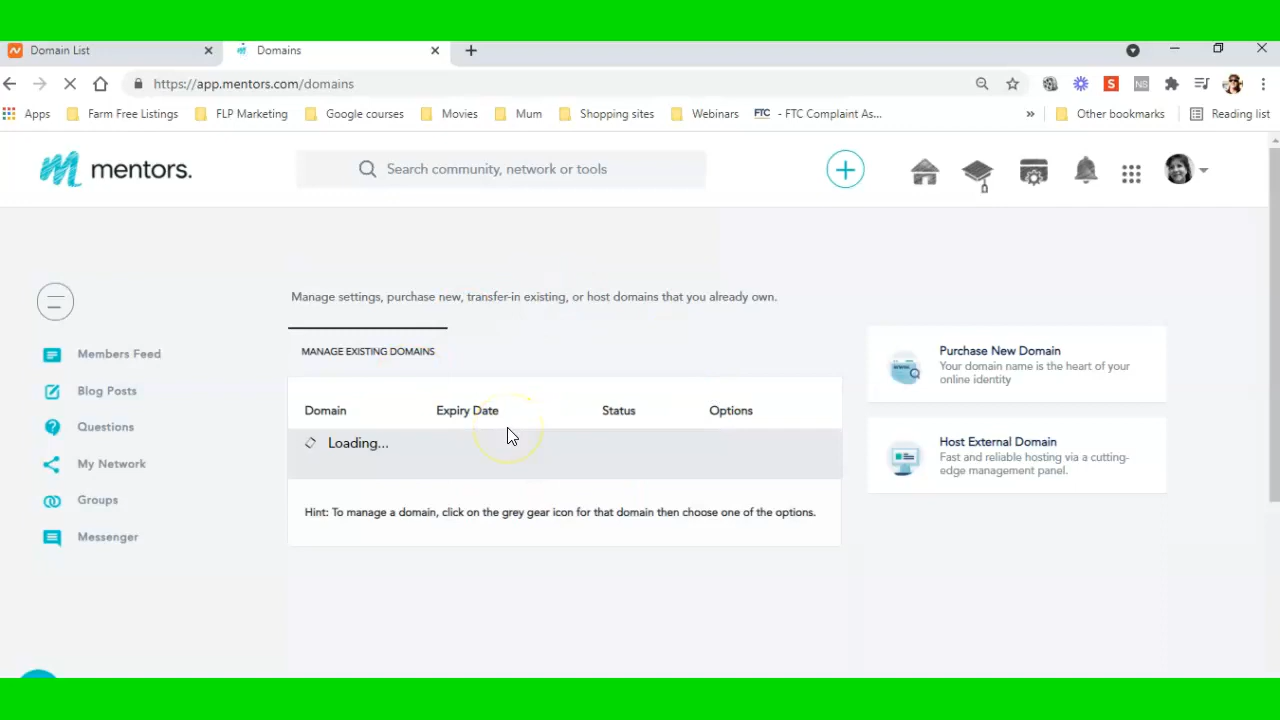 Domain List
Domains
https://app.mentors.com/domains
S
NS
Apps
Farm Free Listings
FLP Marketing
Google courses
Movies
Mum
Shopping sites
Webinars
FTC - FTC Complaint As...
»
Other bookmarks
Reading list
mentors.
Search community, network or tools
Manage settings, purchase new, transfer-in existing, or host domains that you already own.
Members Feed
Blog Posts
Questions
My Network
Groups
Messenger
MANAGE EXISTING DOMAINS
Domain Expiry Date Status Options
Loading...
Hint: To manage a domain, click on the grey gear icon for that domain then choose one of the options.
Purchase New Domain
Your domain name is the heart of your
online identity
Host External Domain
Fast and reliable hosting via a cutting-
edge management panel.